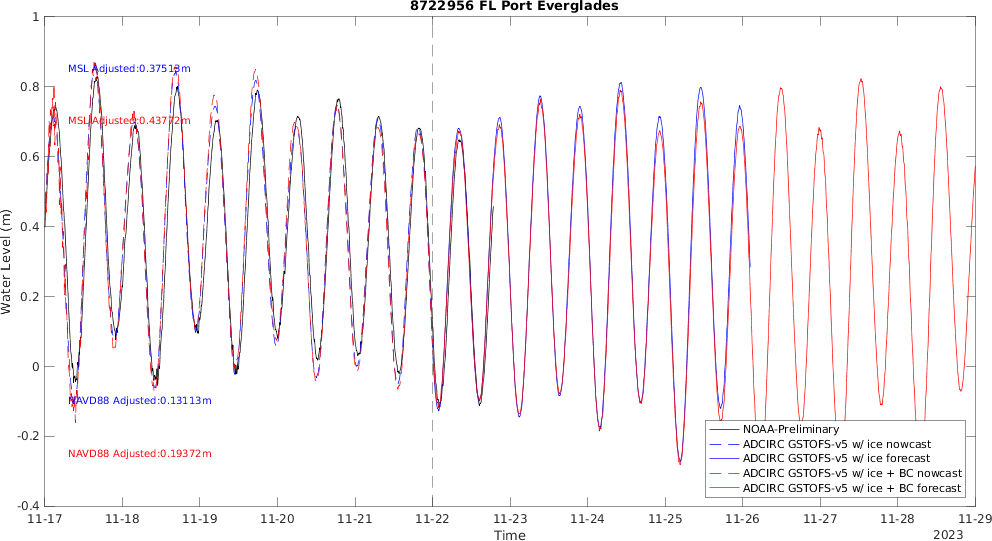 8722956 FL Port Everglades
1
0.8
0.6
0.4
0.2
0
-0.2
-0.4
Water Level (m)
MSL Adjusted:0.37513m
MSL Adjusted:0.43772m
NAVD88 Adjusted:0.13113m
NAVD88 Adjusted:0.19372m
NOAA-Preliminary
ADCIRC GSTOFS-v5 w/ ice nowcast
ADCIRC GSTOFS-v5 w/ ice forecast
ADCIRC GSTOFS-v5 w/ ice + BC nowcast
ADCIRC GSTOFS-v5 w/ ice + BC forecast
11-17 11-18 11-19 11-20 11-21 11-22 11-23 11-24 11-25 11-26 11-27 11-28 11-29
Time
2023